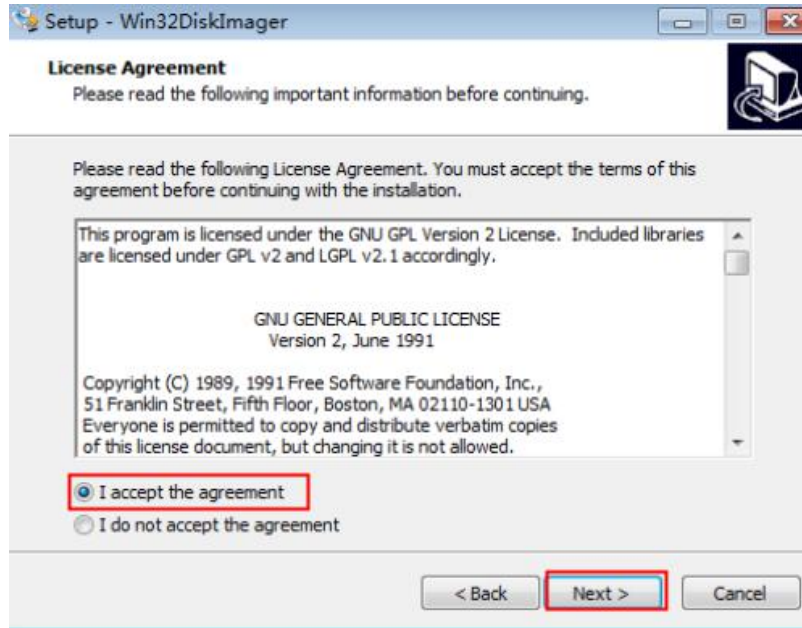 Setup - Win32DiskImager
License Agreement
Please read the following important information before continuing.
Please read the following License Agreement. You must accept the terms of this
agreement before continuing with the installation.
This program is licensed under the GNU GPL Version 2 License.  Included libraries
are licensed under GPL v2 and LGPL v2.1 accordingly.
GNU GENERAL PUBLIC LICENSE
Version 2, June 1991
Copyright (C) 1989, 1991 Free Software Foundation, Inc.,
51 Franklin Street, Fifth Floor, Boston, MA 02110-1301 USA
Everyone is permitted to copy and distribute verbatim copies
of this license document, but changing it is not allowed.
I accept the agreement
I do not accept the agreement
< Back Next > Cancel